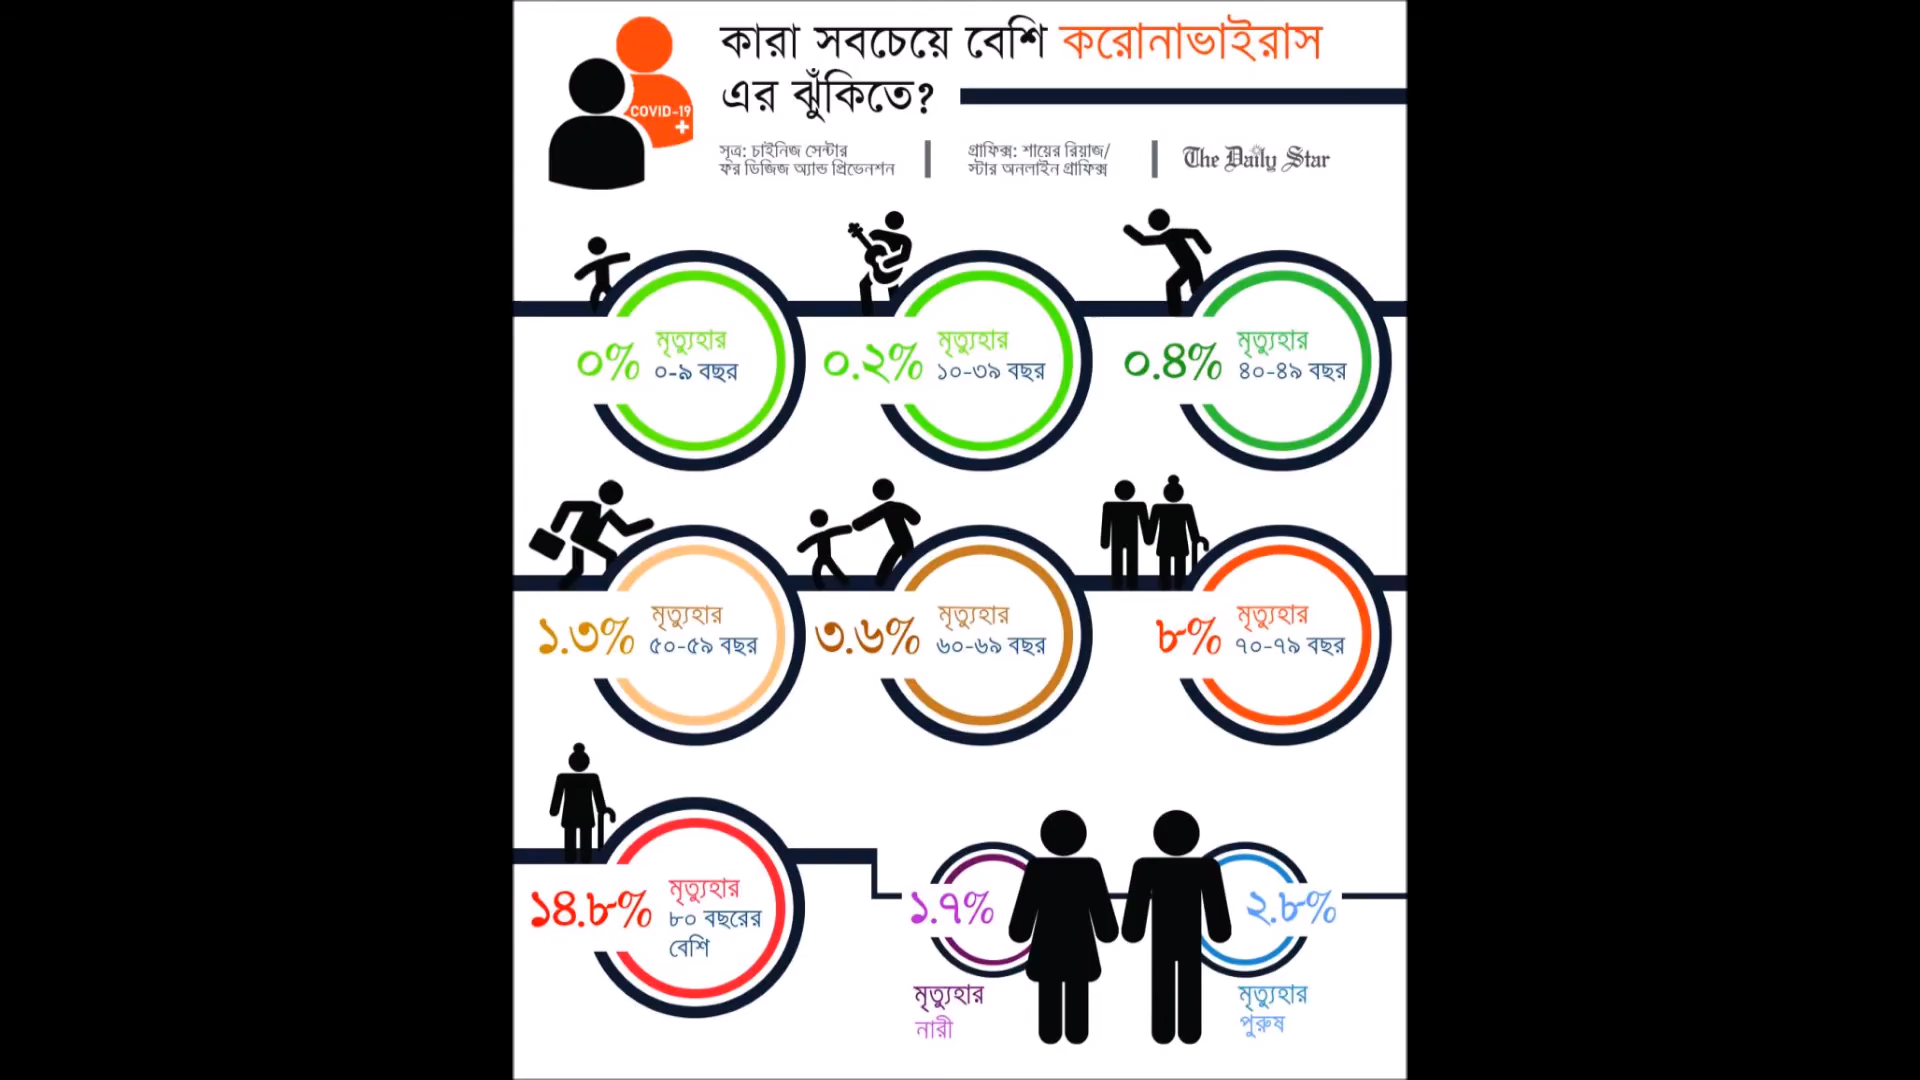 কারা সবচেয়ে বেশি করোনাভাইরাস
এর ঝুঁকিতে?
COVID-19
সূত্র: চাইনিজ সেন্টার
ফর ডিজিজ অ্যান্ড প্রিভেনশন
গ্রাফিক্স: শায়ের রিয়াজ/
স্টার অনলাইন গ্রাফিক্স
The Daily Star
০%
মৃত্যুহার
০-৯ বছর
০.২%
মৃত্যুহার
১০-৩৯ বছর
০.৪%
মৃত্যুহার
৪০-৪৯ বছর
১.৩%
মৃত্যুহার
৫০-৫৯ বছর
৩.৬%
মৃত্যুহার
৬০-৬৯ বছর
৮%
মৃত্যুহার
৭০-৭৯ বছর
১৪.৮%
মৃত্যুহার
৮০ বছরের
বেশি
১.৭%
মৃত্যুহার
নারী
২.৮%
মৃত্যুহার
পুরুষ